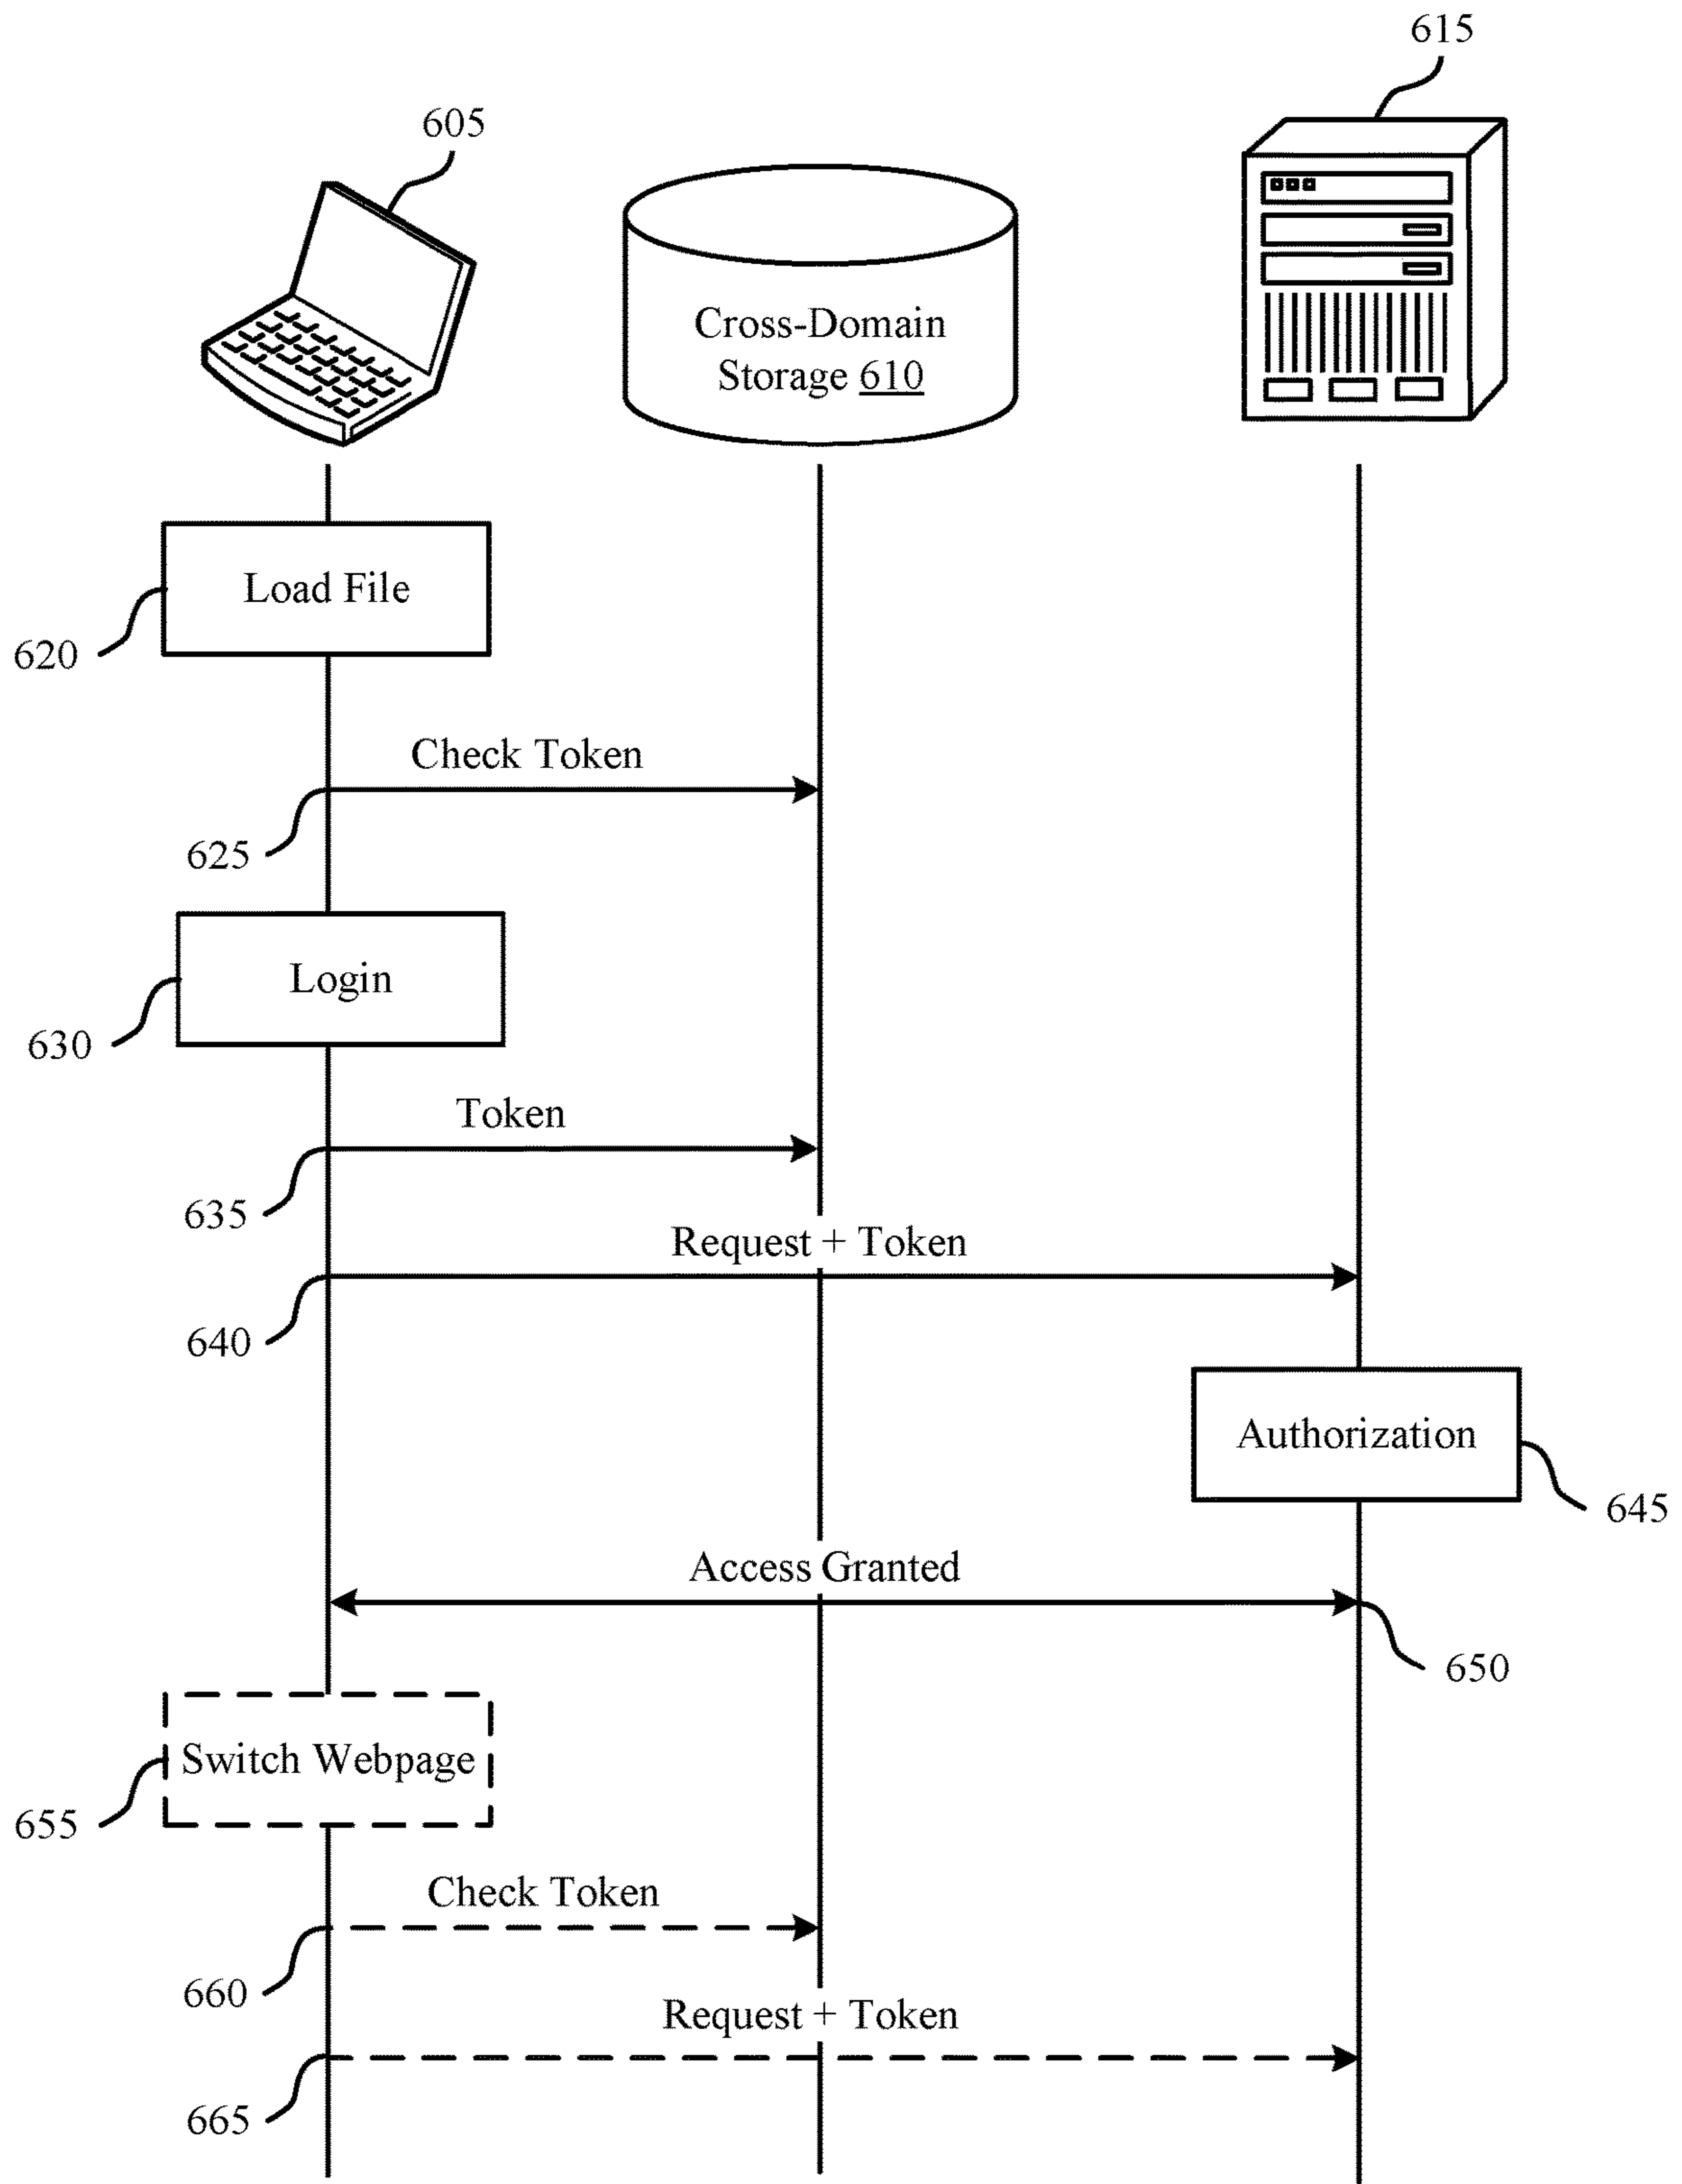 615
605
Cross-Domain
Storage 610
Load File
620
Check Token
625
Login
630
Token
635
Request + Token
640
Authorization
645
Access Granted
650
Switch Webpage
655
Check Token
660
Request + Token
665